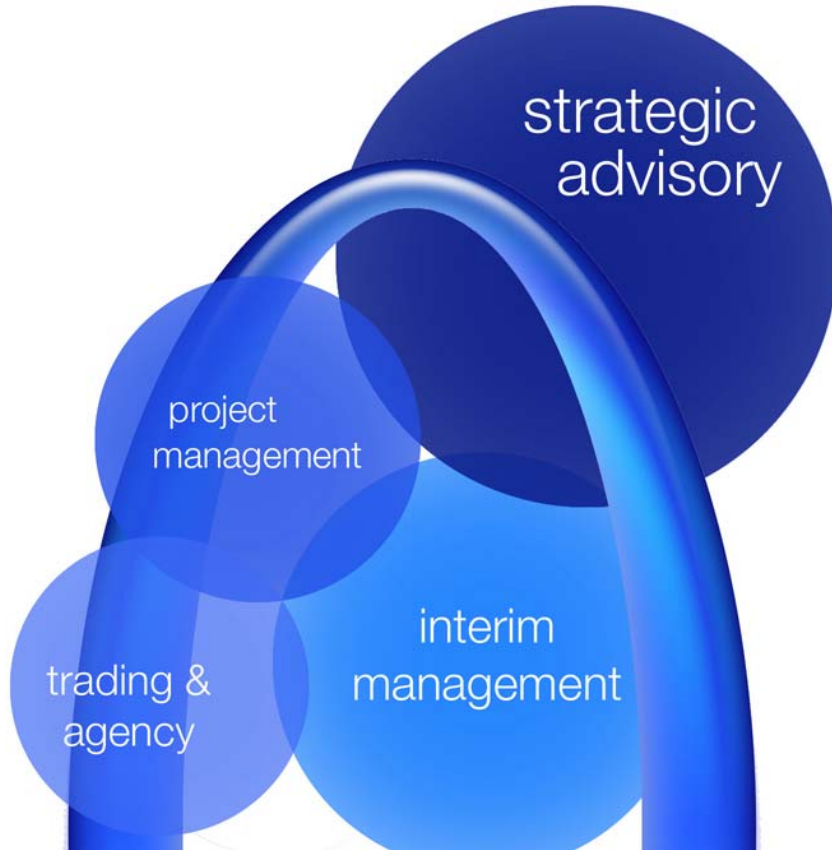 strategic
advisory
project
management
interim
management
trading &
agency